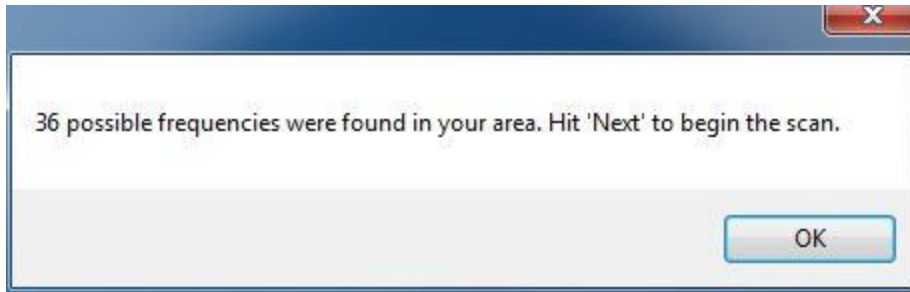 36 possible frequencies were found in your area. Hit 'Next' to begin the scan.
OK